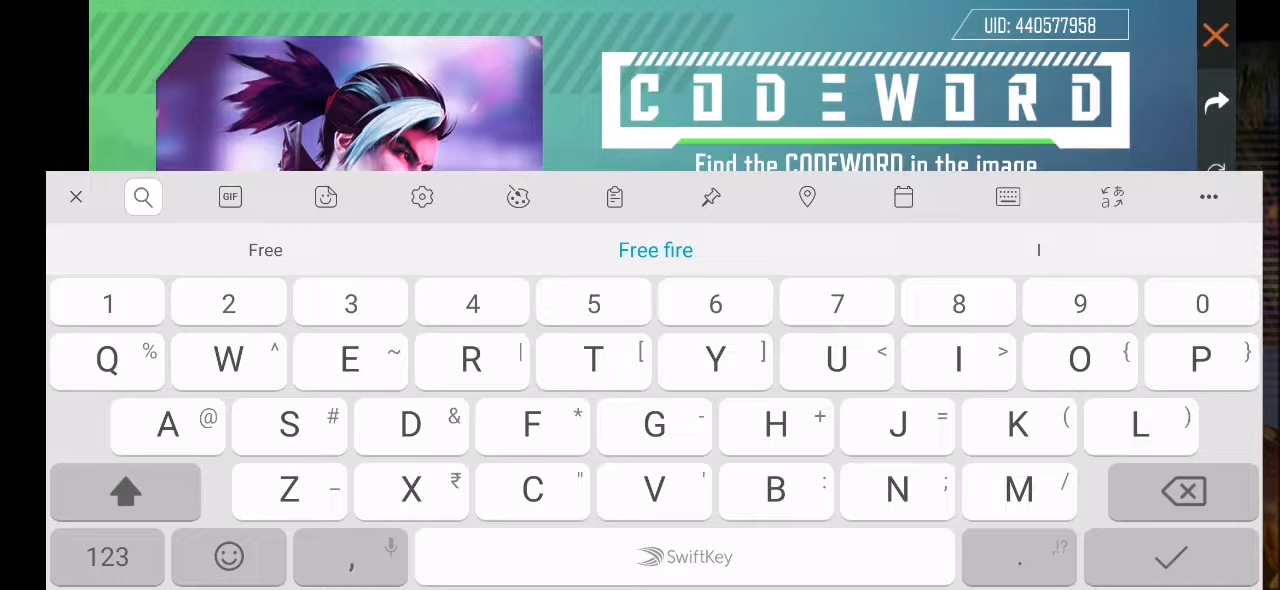 UID: 440577958
CODEWORD
Find the CODEWORD in the image
GIF
Free Free fire I
1 2 3 4 5 6 7 8 9 0
Q % W ^ E ~ R | T [ Y ] U < I > O { P }
A @ S # D & F * G - H + J = K ( L )
Z _ X ₹ C " V ' B : N ; M /
123 , SwiftKey . ,!?